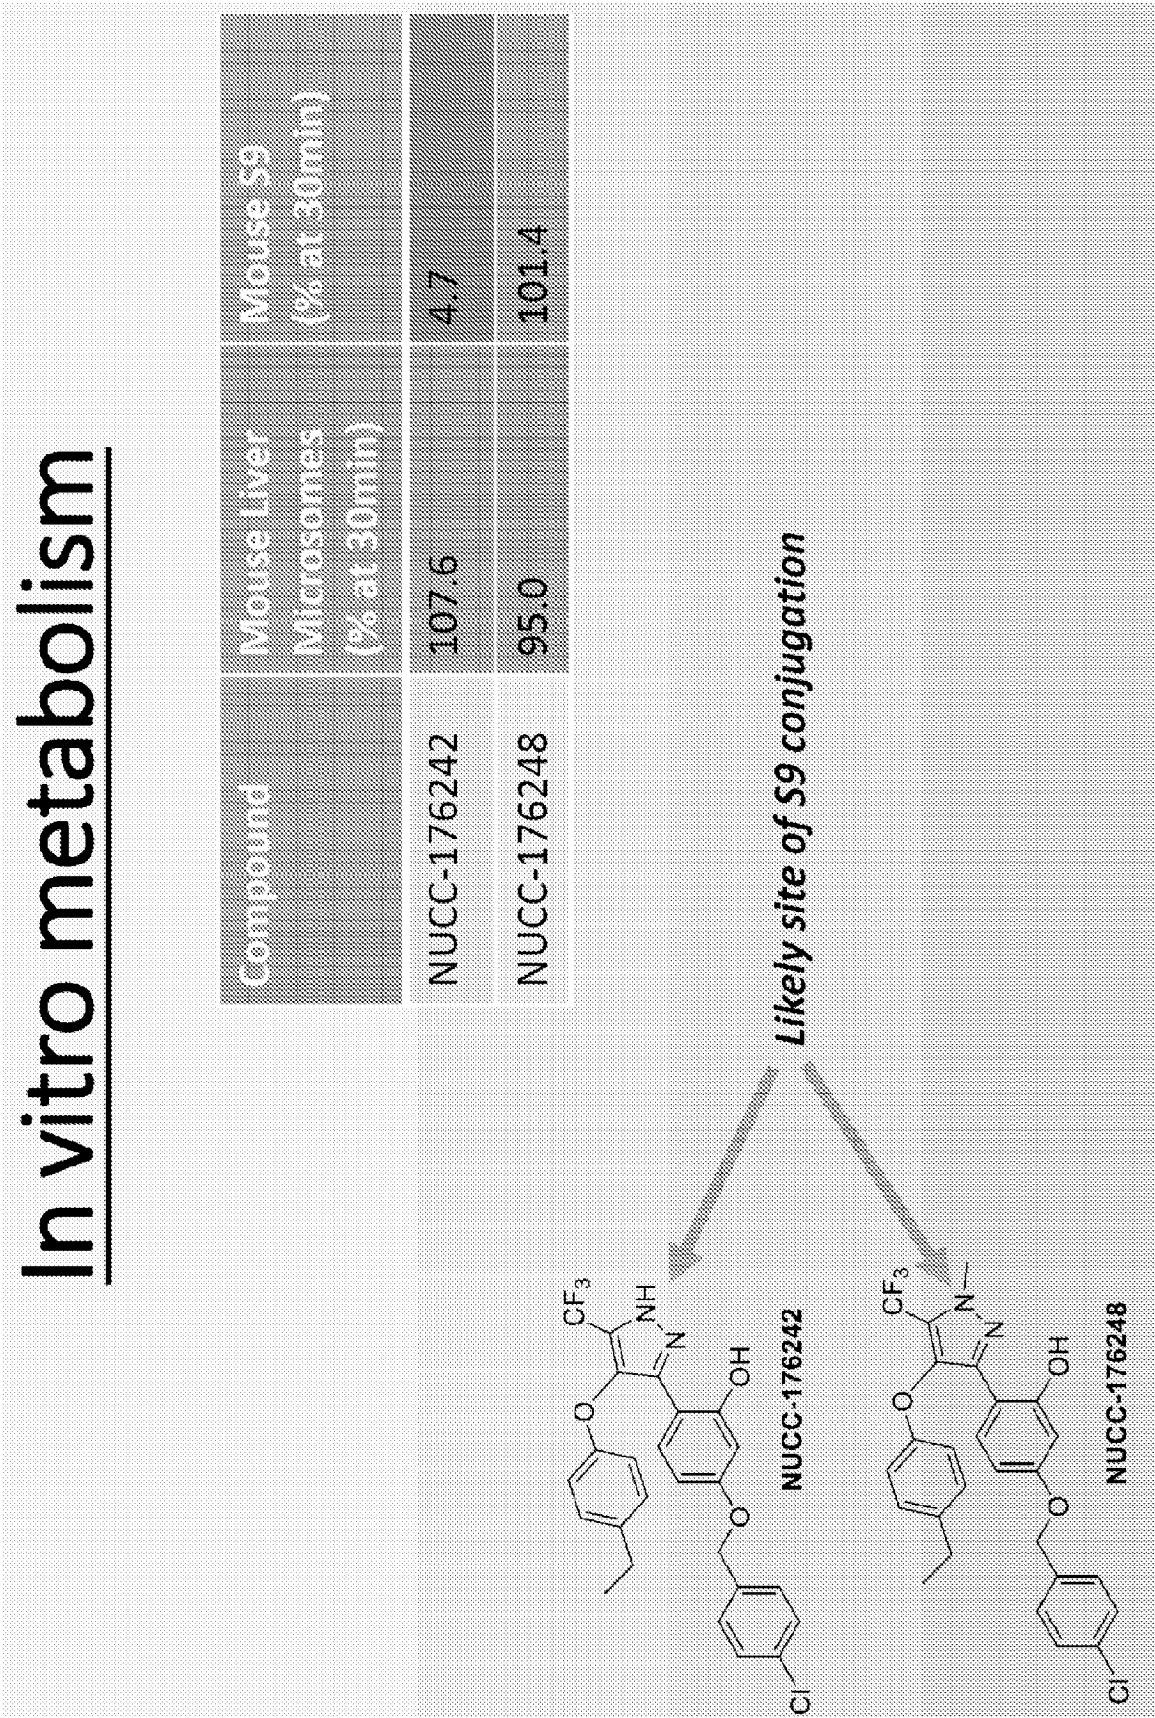 In vitro metabolism
Compound
Mouse Liver
Microsomes
(% at 30min)
Mouse S9
(% at 30min)
NUCC-176242
107.6
4.7
NUCC-176248
95.0
101.4
Likely site of S9 conjugation
CF3
NH
N
O
OH
O
Cl
NUCC-176242
CF3
N
N
O
OH
O
Cl
NUCC-176248